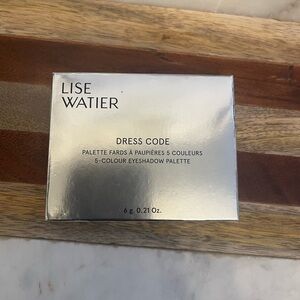 LISE
WATIER
DRESS CODE
PALETTE FARDS À PAUPIÈRES 5 COULEURS
5-COLOUR EYESHADOW PALETTE
6 g. 0.21 Oz.